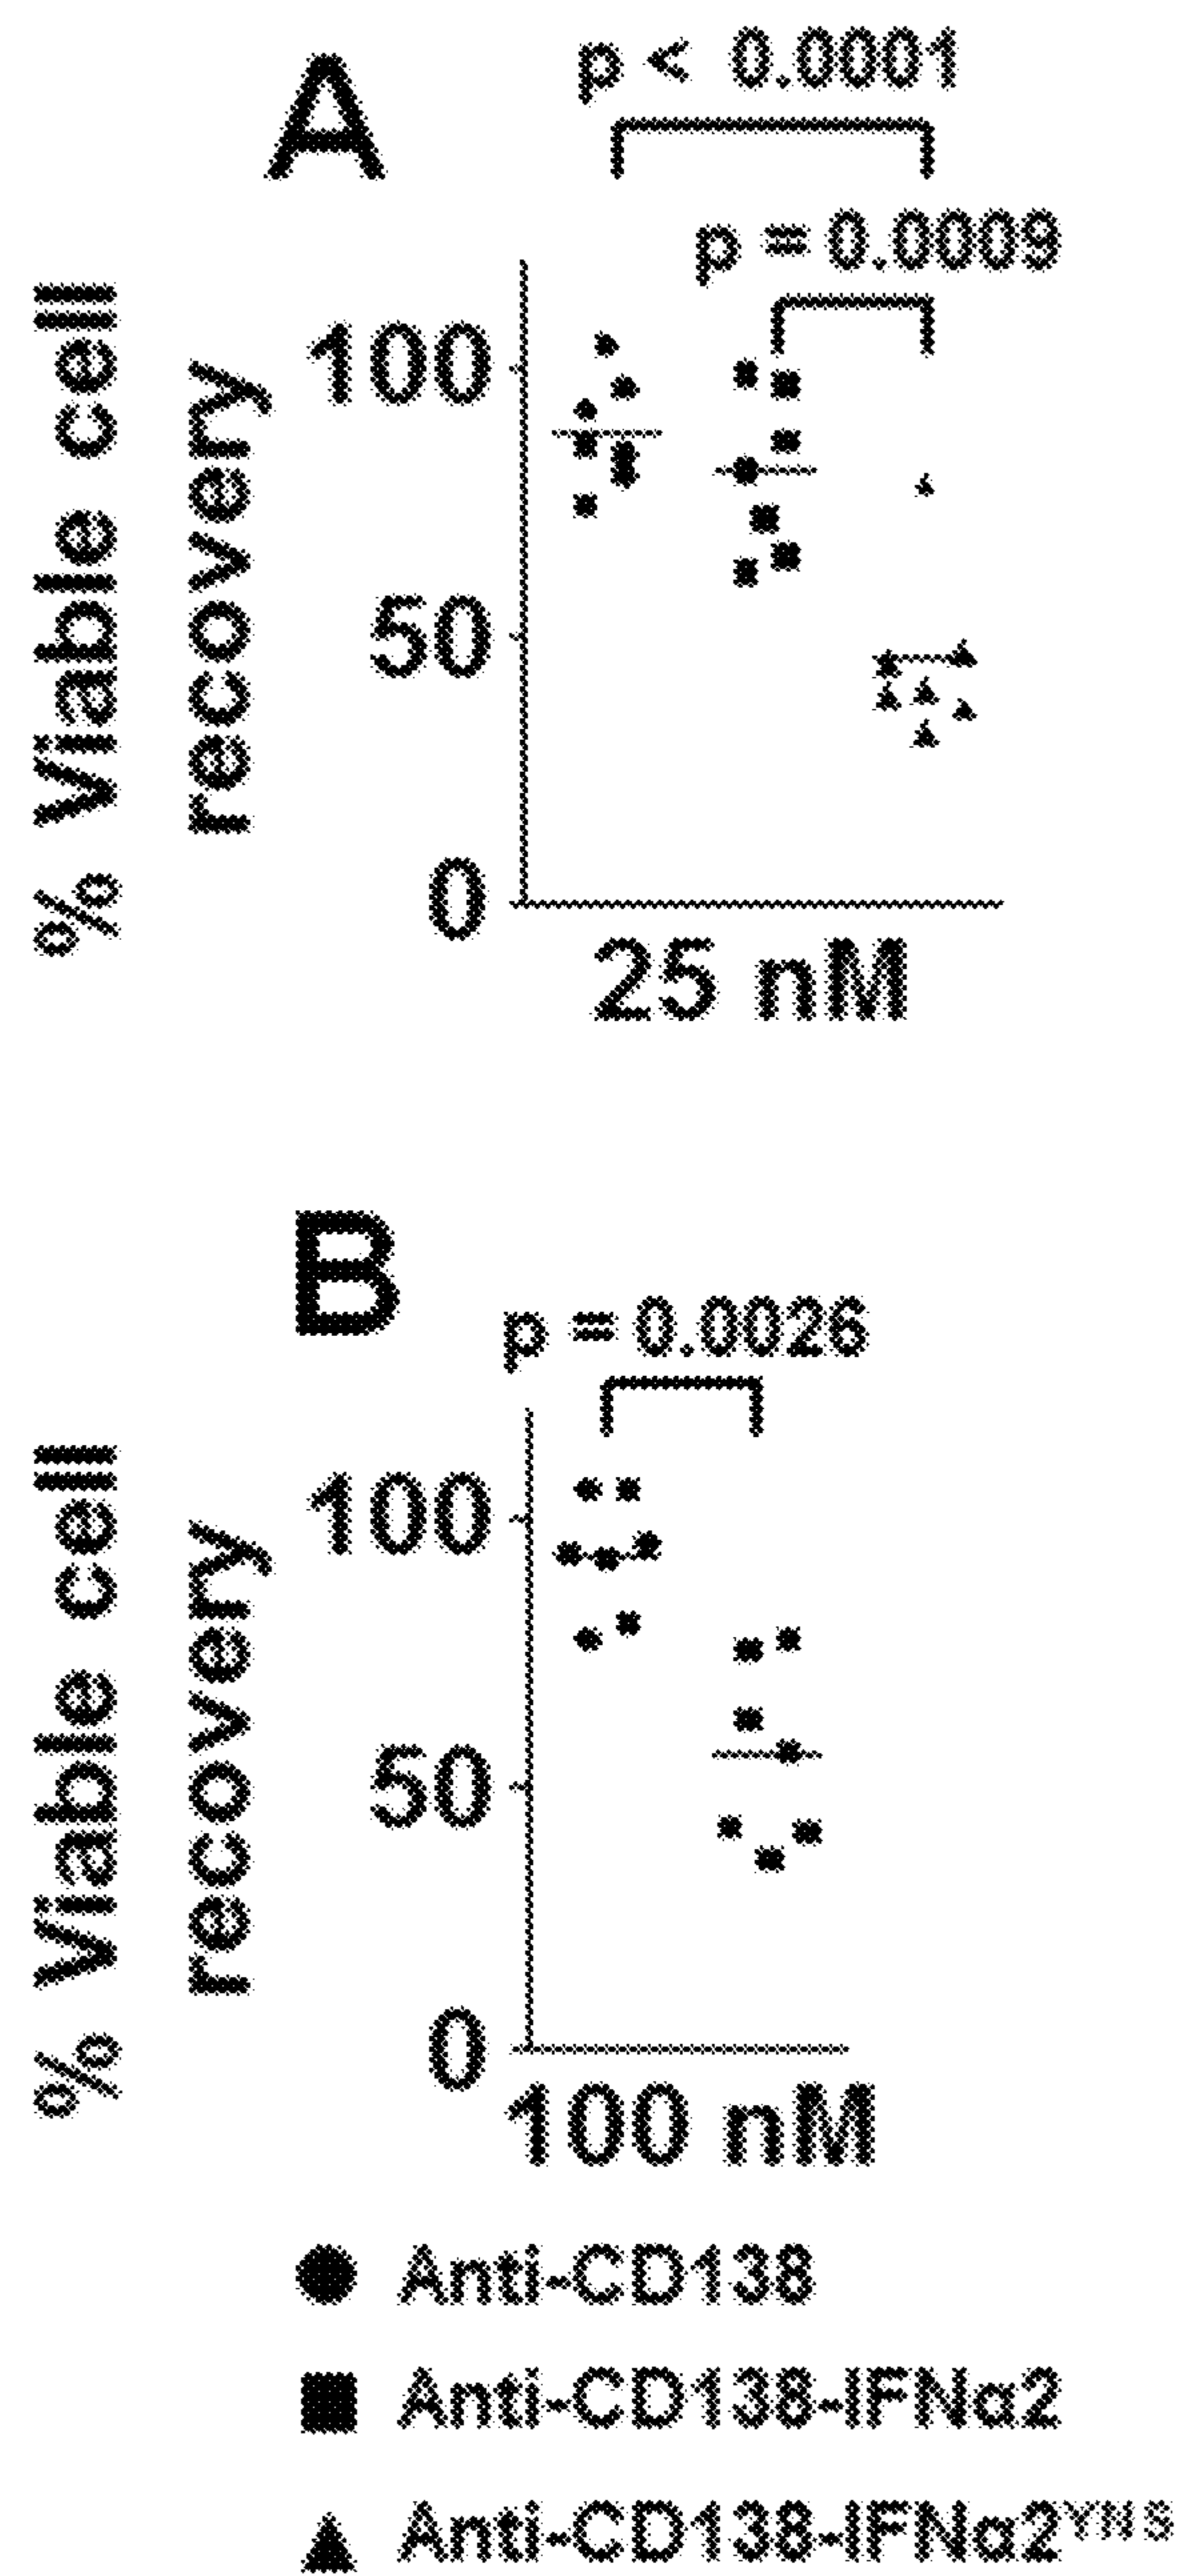 A
p < 0.0001
p = 0.0009
% Viable cell
recovery
100
50
0
25 nM
B
p = 0.0026
% Viable cell
recovery
100
50
0
100 nM
Anti-CD138
Anti-CD138-IFNα2
Anti-CD138-IFNα2YNS